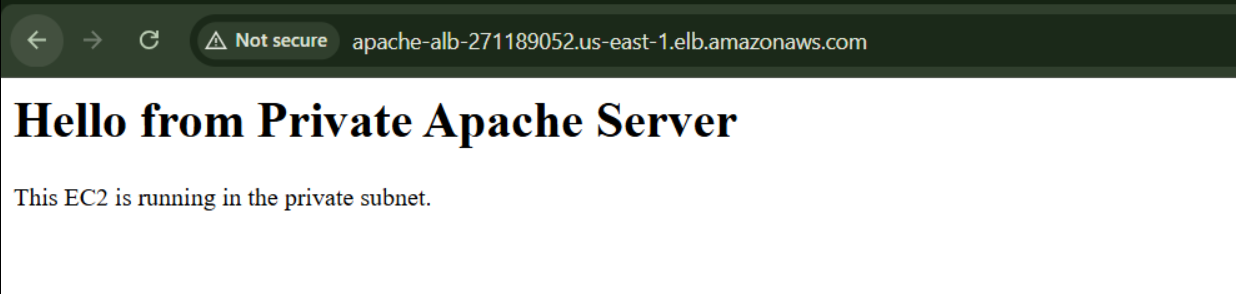 Not secure apache-alb-271189052.us-east-1.elb.amazonaws.com
Hello from Private Apache Server
This EC2 is running in the private subnet.